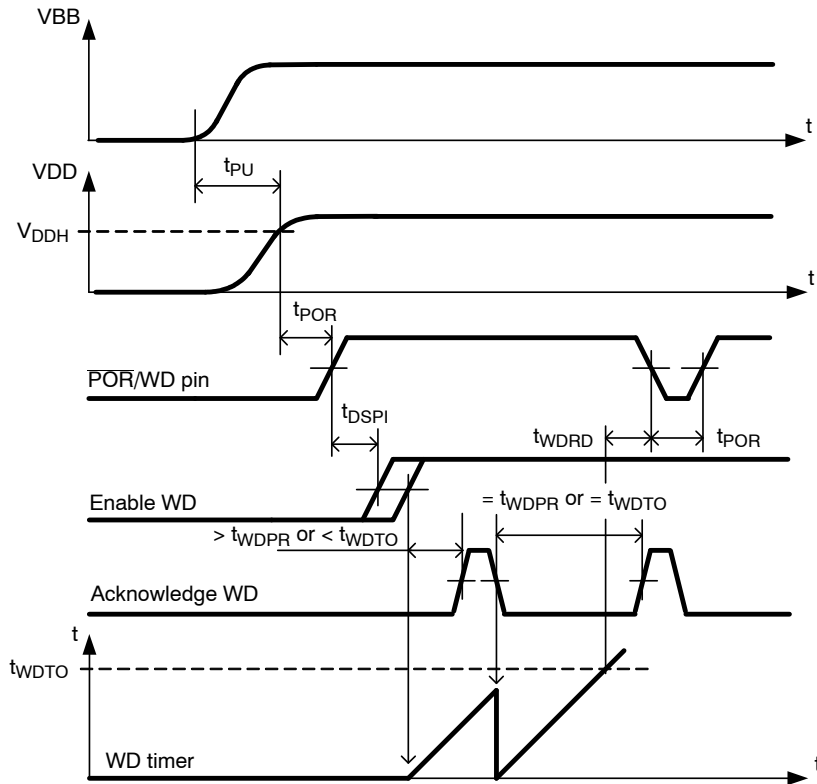 VBB
t
tPU
VDD
VDDH
t
tPOR
POR/WD pin
tDSPI
tWDRD
tPOR
Enable WD
= tWDPR or = tWDTO
> tWDPR or < tWDTO
Acknowledge WD
t
tWDTO
WD timer
t